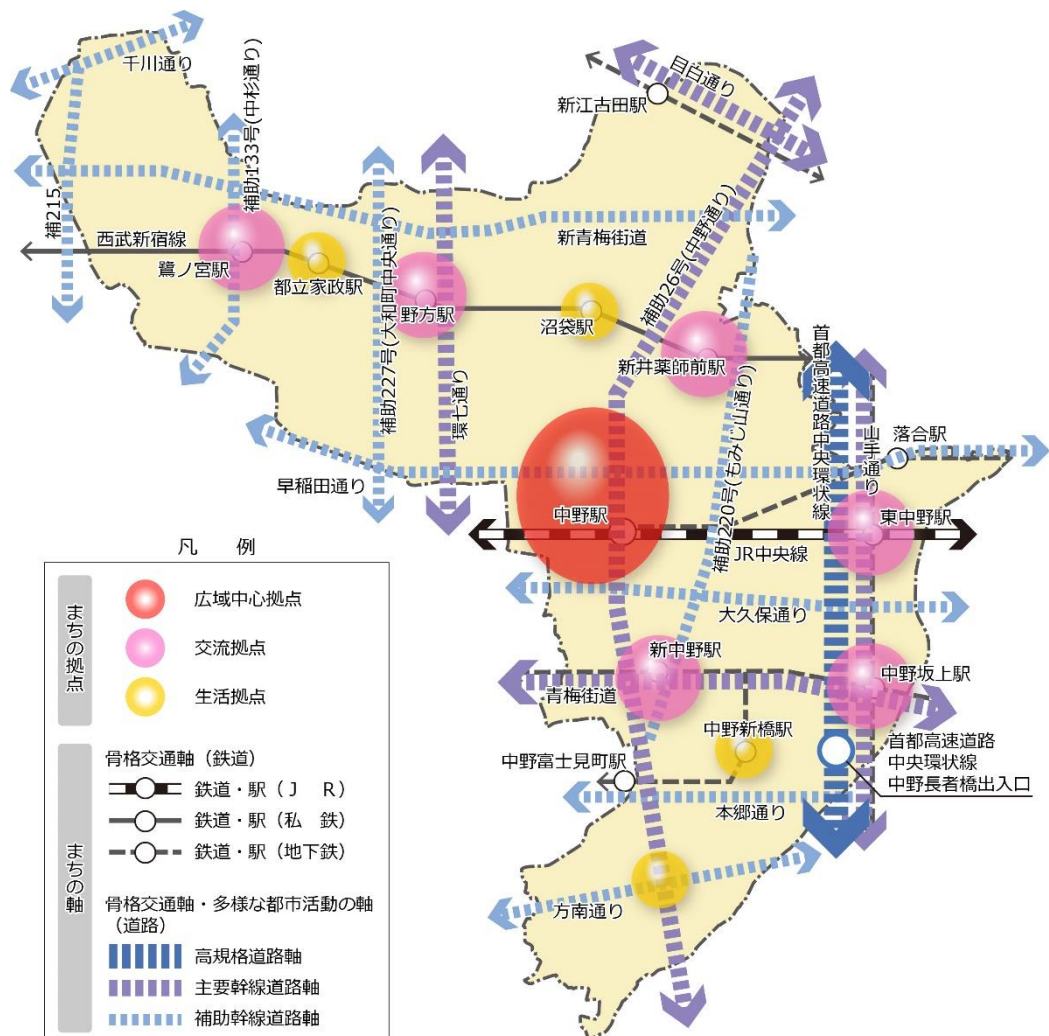 千川通り
目白通り
新江古田駅
補助133号(中杉通り)
補215
補助26号(中野通り)
西武新宿線
新青梅街道
鷺ノ宮駅
都立家政駅
補助227号(大和町中央通り)
野方駅
沼袋駅
新井薬師前駅
首都高速道路中央環状線
環七通り
補助220号(もみじ山通り)
山手通り
落合駅
早稲田通り
中野駅
東中野駅
JR中央線
大久保通り
新中野駅
青梅街道
中野坂上駅
中野新橋駅
中野富士見町駅
首都高速道路
中央環状線
中野長者橋出入口
本郷通り
方南通り
凡 例
まちの拠点
広域中心拠点
交流拠点
生活拠点
まちの軸
骨格交通軸（鉄道）
鉄道・駅（Ｊ Ｒ）
鉄道・駅（私 鉄）
鉄道・駅（地下鉄）
骨格交通軸・多様な都市活動の軸
（道路）
高規格道路軸
主要幹線道路軸
補助幹線道路軸